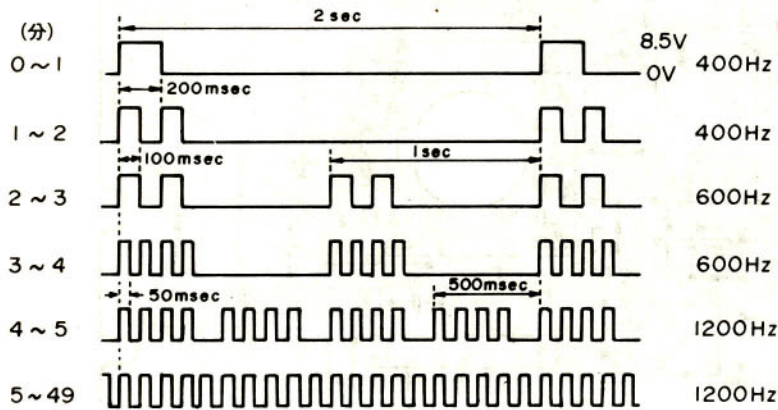 2 sec
(分)
8.5V
0~1
0V
400Hz
200msec
1~2
400Hz
100msec
1sec
2~3
600Hz
3~4
600Hz
50msec
500msec
4~5
1200Hz
5~49
1200Hz